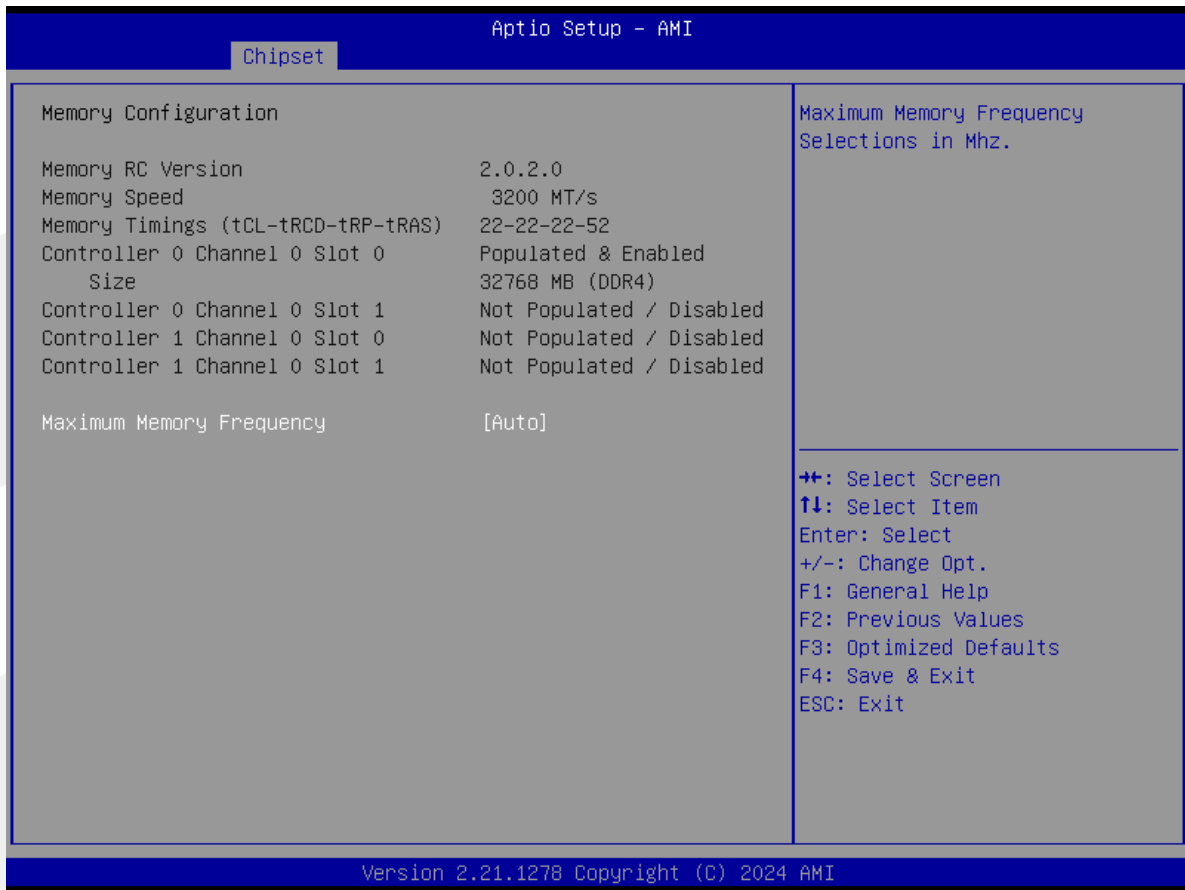 Aptio Setup – AMI
Chipset
Memory Configuration
Memory RC Version 2.0.2.0
Memory Speed 3200 MT/s
Memory Timings (tCL-tRCD-tRP-tRAS) 22-22-22-52
Controller 0 Channel 0 Slot 0 Populated & Enabled
Size 32768 MB (DDR4)
Controller 0 Channel 0 Slot 1 Not Populated / Disabled
Controller 1 Channel 0 Slot 0 Not Populated / Disabled
Controller 1 Channel 0 Slot 1 Not Populated / Disabled
Maximum Memory Frequency [Auto]
Maximum Memory Frequency
Selections in Mhz.
→←: Select Screen
↑↓: Select Item
Enter: Select
+/-: Change Opt.
F1: General Help
F2: Previous Values
F3: Optimized Defaults
F4: Save & Exit
ESC: Exit
Version 2.21.1278 Copyright (C) 2024 AMI